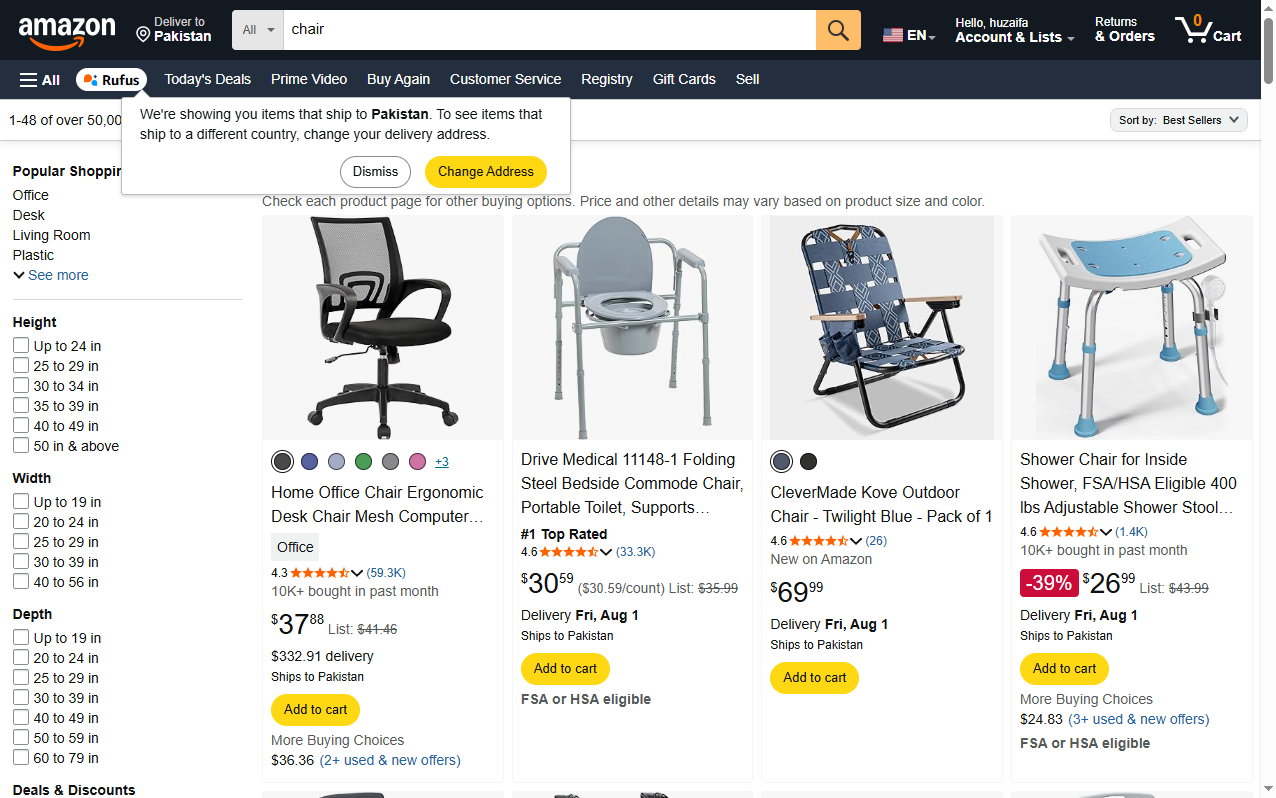 amazon
Deliver to
Pakistan
All
chair
EN
Hello, huzaifa
Account & Lists
Returns
& Orders
0
Cart
All
Rufus
Today's Deals
Prime Video
Buy Again
Customer Service
Registry
Gift Cards
Sell
We're showing you items that ship to Pakistan. To see items that
ship to a different country, change your delivery address.
Dismiss
Change Address
1-48 of over 50,00
Sort by: Best Sellers
Popular Shoppin
Office
Desk
Living Room
Plastic
See more
Height
Up to 24 in
25 to 29 in
30 to 34 in
35 to 39 in
40 to 49 in
50 in & above
Width
Up to 19 in
20 to 24 in
25 to 29 in
30 to 39 in
40 to 56 in
Depth
Up to 19 in
20 to 24 in
25 to 29 in
30 to 39 in
40 to 49 in
50 to 59 in
60 to 79 in
Deals & Discounts
Check each product page for other buying options. Price and other details may vary based on product size and color.
+3
Home Office Chair Ergonomic
Desk Chair Mesh Computer…
Office
4.3 (59.3K)
10K+ bought in past month
$37.88 List: $41.46
$332.91 delivery
Ships to Pakistan
Add to cart
More Buying Choices
$36.36 (2+ used & new offers)
Drive Medical 11148-1 Folding
Steel Bedside Commode Chair,
Portable Toilet, Supports…
#1 Top Rated
4.6 (33.3K)
$30.59 ($30.59/count) List: $35.99
Delivery Fri, Aug 1
Ships to Pakistan
Add to cart
FSA or HSA eligible
CleverMade Kove Outdoor
Chair - Twilight Blue - Pack of 1
4.6 (26)
New on Amazon
$69.99
Delivery Fri, Aug 1
Ships to Pakistan
Add to cart
Shower Chair for Inside
Shower, FSA/HSA Eligible 400
lbs Adjustable Shower Stool…
4.6 (1.4K)
10K+ bought in past month
-39% $26.99 List: $43.99
Delivery Fri, Aug 1
Ships to Pakistan
Add to cart
More Buying Choices
$24.83 (3+ used & new offers)
FSA or HSA eligible